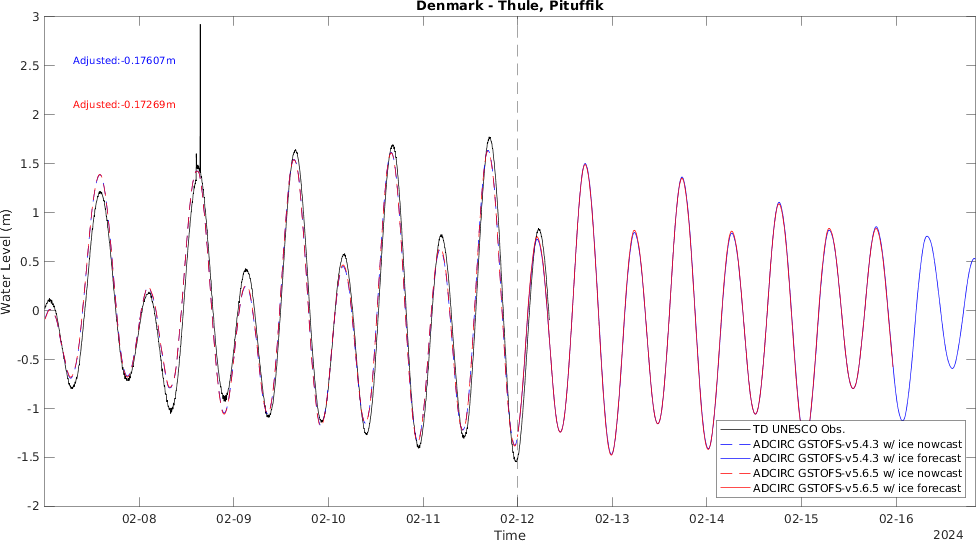 Denmark - Thule, Pituffik
3
2.5
2
1.5
1
0.5
0
-0.5
-1
-1.5
-2
Water Level (m)
Adjusted:-0.17607m
Adjusted:-0.17269m
TD UNESCO Obs.
ADCIRC GSTOFS-v5.4.3 w/ ice nowcast
ADCIRC GSTOFS-v5.4.3 w/ ice forecast
ADCIRC GSTOFS-v5.6.5 w/ ice nowcast
ADCIRC GSTOFS-v5.6.5 w/ ice forecast
02-08 02-09 02-10 02-11 02-12 02-13 02-14 02-15 02-16
Time
2024